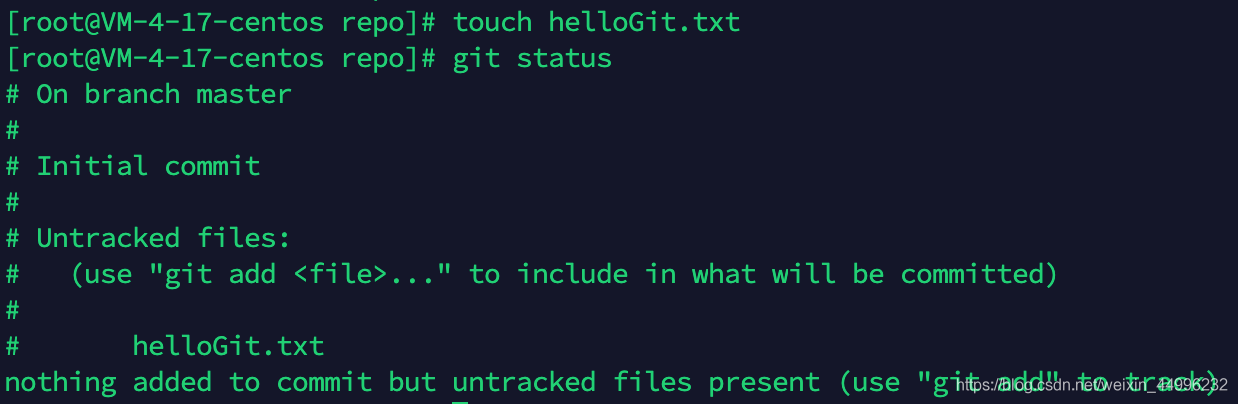 [root@VM-4-17-centos repo]# touch helloGit.txt
[root@VM-4-17-centos repo]# git status
# On branch master
#
# Initial commit
#
# Untracked files:
#   (use "git add <file>..." to include in what will be committed)
#
#       helloGit.txt
nothing added to commit but untracked files present (use "git add" to track)
https://blog.csdn.net/weixin_44996232